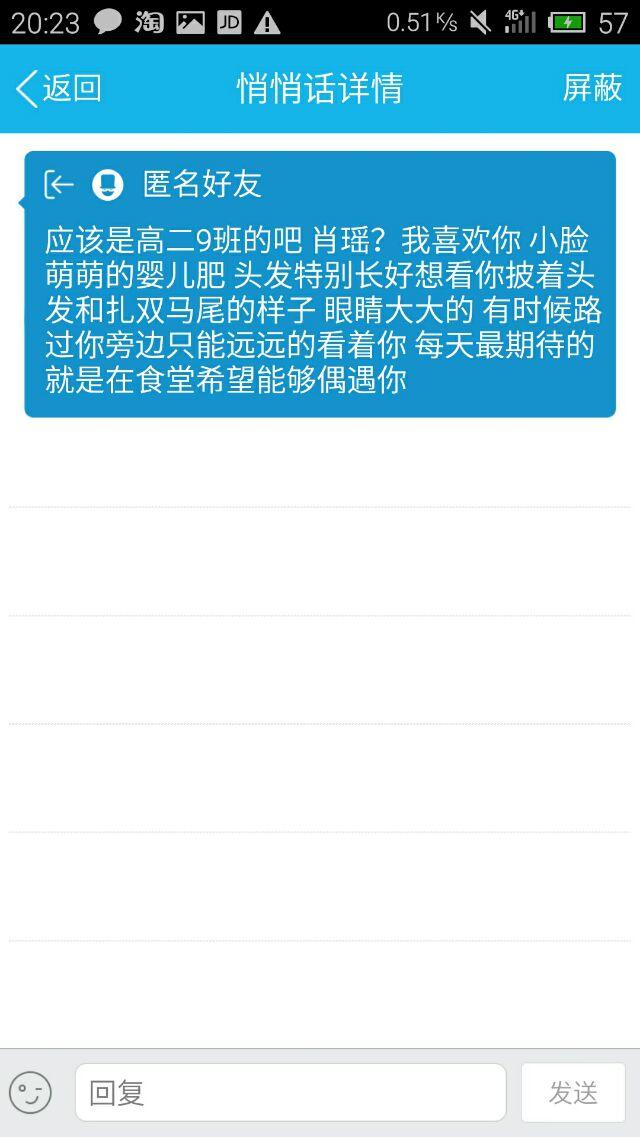 20:23 淘 JD 0.51K/s 4G 57
返回 悄悄话详情 屏蔽
匿名好友
应该是高二9班的吧 肖瑶？我喜欢你 小脸
萌萌的婴儿肥 头发特别长好想看你披着头
发和扎双马尾的样子 眼睛大大的 有时候路
过你旁边只能远远的看着你 每天最期待的
就是在食堂希望能够偶遇你
回复 发送